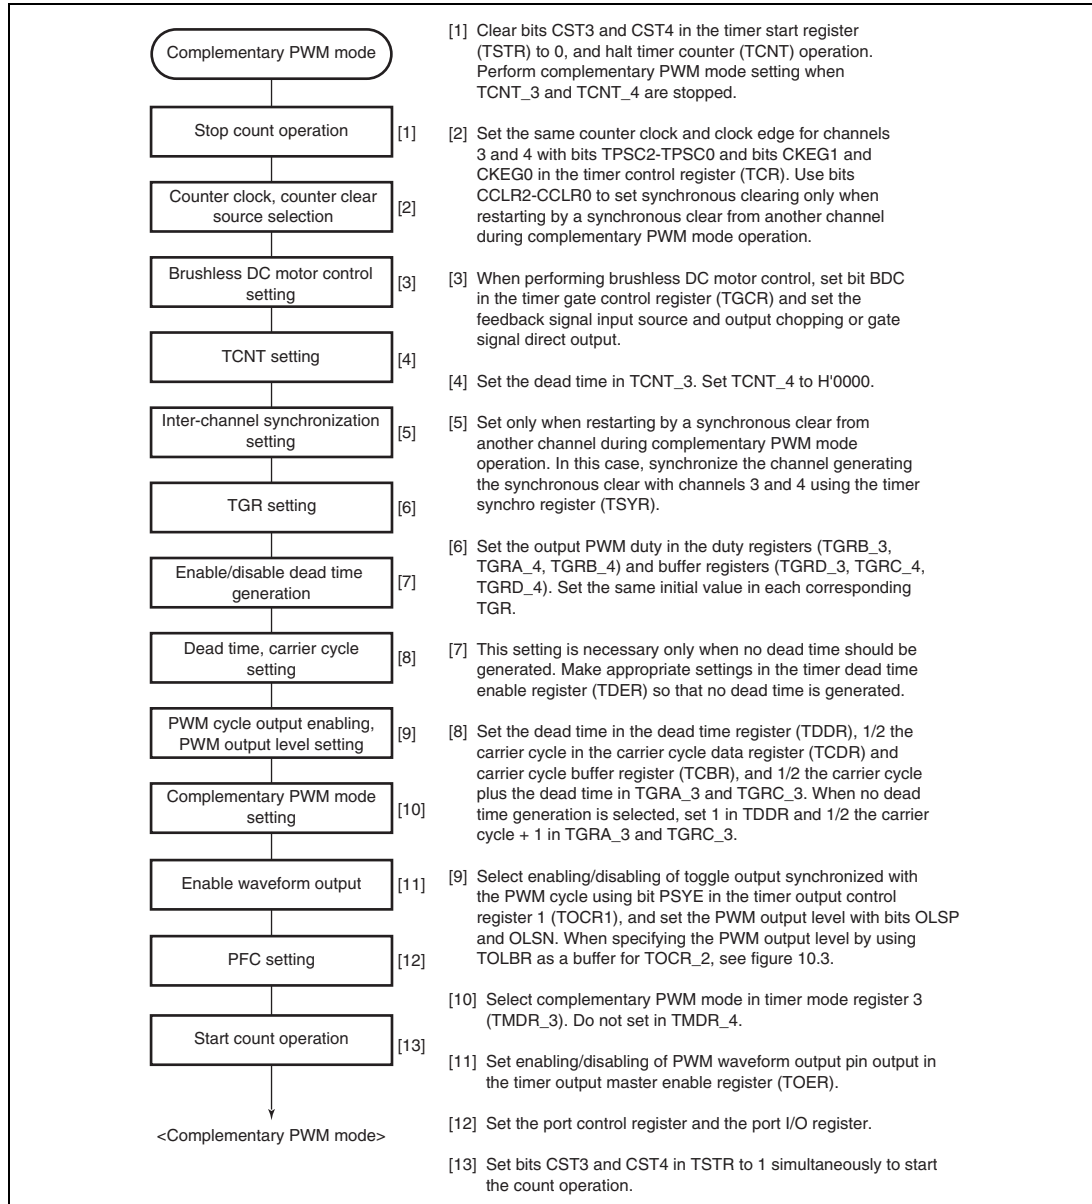 Complementary PWM mode
Stop count operation
[1]
Counter clock, counter clear
source selection
[2]
Brushless DC motor control
setting
[3]
TCNT setting
[4]
Inter-channel synchronization
setting
[5]
TGR setting
[6]
Enable/disable dead time
generation
[7]
Dead time, carrier cycle
setting
[8]
PWM cycle output enabling,
PWM output level setting
[9]
Complementary PWM mode
setting
[10]
Enable waveform output
[11]
PFC setting
[12]
Start count operation
[13]
<Complementary PWM mode>
[1] Clear bits CST3 and CST4 in the timer start register
(TSTR) to 0, and halt timer counter (TCNT) operation.
Perform complementary PWM mode setting when
TCNT_3 and TCNT_4 are stopped.
[2] Set the same counter clock and clock edge for channels
3 and 4 with bits TPSC2-TPSC0 and bits CKEG1 and
CKEG0 in the timer control register (TCR). Use bits
CCLR2-CCLR0 to set synchronous clearing only when
restarting by a synchronous clear from another channel
during complementary PWM mode operation.
[3] When performing brushless DC motor control, set bit BDC
in the timer gate control register (TGCR) and set the
feedback signal input source and output chopping or gate
signal direct output.
[4] Set the dead time in TCNT_3. Set TCNT_4 to H'0000.
[5] Set only when restarting by a synchronous clear from
another channel during complementary PWM mode
operation. In this case, synchronize the channel generating
the synchronous clear with channels 3 and 4 using the timer
synchro register (TSYR).
[6] Set the output PWM duty in the duty registers (TGRB_3,
TGRA_4, TGRB_4) and buffer registers (TGRD_3, TGRC_4,
TGRD_4). Set the same initial value in each corresponding
TGR.
[7] This setting is necessary only when no dead time should be
generated. Make appropriate settings in the timer dead time
enable register (TDER) so that no dead time is generated.
[8] Set the dead time in the dead time register (TDDR), 1/2 the
carrier cycle in the carrier cycle data register (TCDR) and
carrier cycle buffer register (TCBR), and 1/2 the carrier cycle
plus the dead time in TGRA_3 and TGRC_3. When no dead
time generation is selected, set 1 in TDDR and 1/2 the carrier
cycle + 1 in TGRA_3 and TGRC_3.
[9] Select enabling/disabling of toggle output synchronized with
the PWM cycle using bit PSYE in the timer output control
register 1 (TOCR1), and set the PWM output level with bits OLSP
and OLSN. When specifying the PWM output level by using
TOLBR as a buffer for TOCR_2, see figure 10.3.
[10] Select complementary PWM mode in timer mode register 3
(TMDR_3). Do not set in TMDR_4.
[11] Set enabling/disabling of PWM waveform output pin output in
the timer output master enable register (TOER).
[12] Set the port control register and the port I/O register.
[13] Set bits CST3 and CST4 in TSTR to 1 simultaneously to start
the count operation.